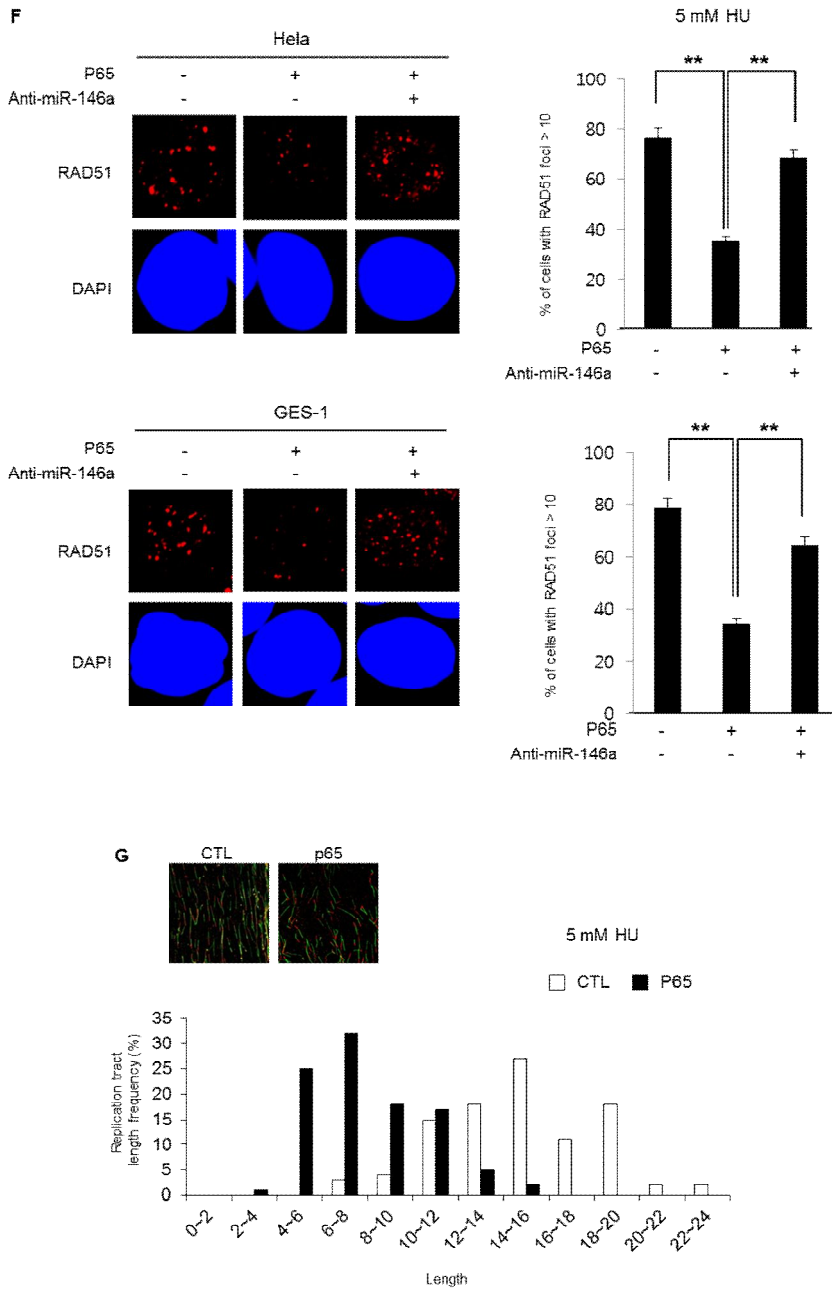 F
Hela
P65 - + +
Anti-miR-146a - - +
RAD51
DAPI
5 mM HU
** **
% of cells with RAD51 foci > 10
100
80
60
40
20
0
P65 - + +
Anti-miR-146a - - +
GES-1
P65 - + +
Anti-miR-146a - - +
RAD51
DAPI
** **
% of cells with RAD51 foci > 10
100
80
60
40
20
0
P65 - + +
Anti-miR-146a - - +
G
CTL p65
5 mM HU
CTL P65
Replication tract
length frequency (%)
35
30
25
20
15
10
5
0
0~2 2~4 4~6 6~8 8~10 10~12 12~14 14~16 16~18 18~20 20~22 22~24
Length